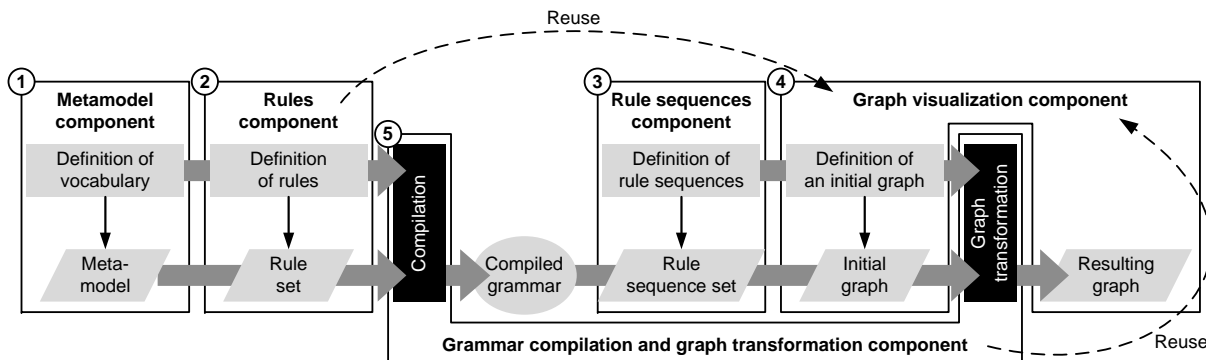 Reuse
1
Metamodel
component
Definition of
vocabulary
Meta-
model
2
Rules
component
Definition
of rules
Rule
set
5
Compilation
Compiled
grammar
3
Rule sequences
component
Definition of
rule sequences
Rule
sequence set
4
Graph visualization component
Definition of
an initial graph
Initial
graph
Graph
transformation
Resulting
graph
Grammar compilation and graph transformation component
Reuse